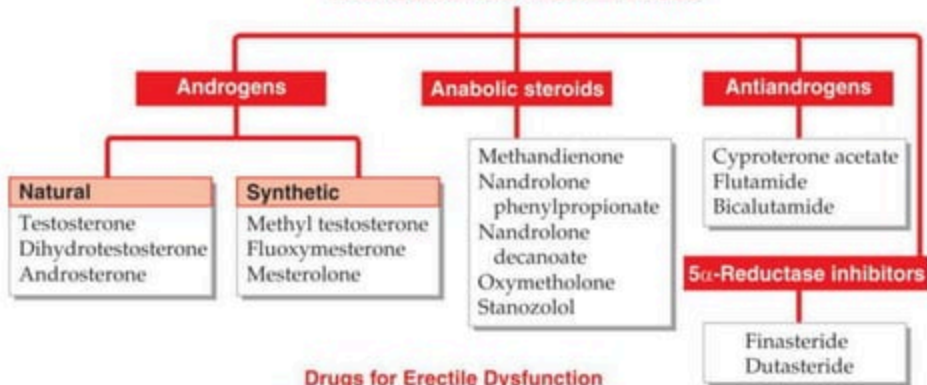 Androgens
Anabolic steroids
Antiandrogens
Natural
Testosterone
Dihydrotestosterone
Androsterone
Synthetic
Methyl testosterone
Fluoxymesterone
Mesterolone
Methandienone
Nandrolone
phenylpropionate
Nandrolone
decanoate
Oxymetholone
Stanozolol
Cyproterone acetate
Flutamide
Bicalutamide
5α-Reductase inhibitors
Finasteride
Dutasteride
Drugs for Erectile Dysfunction